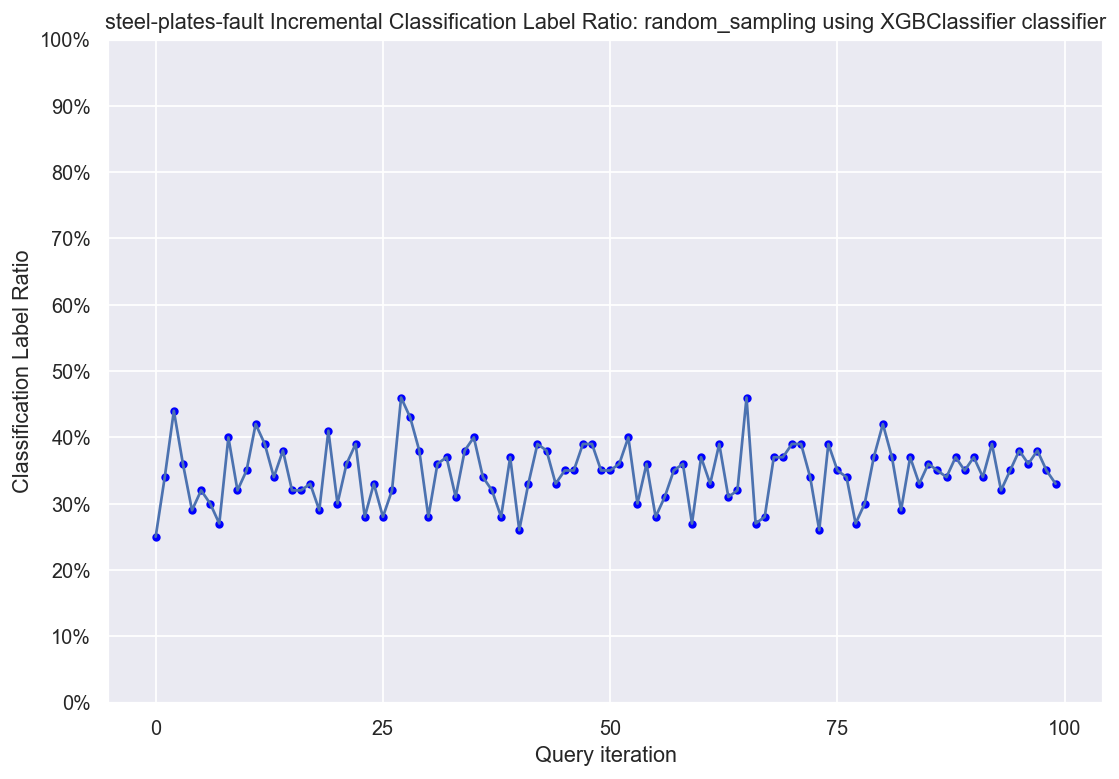 steel-plates-fault Incremental Classification Label Ratio: random_sampling using XGBClassifier classifier
100%
90%
80%
70%
60%
50%
40%
30%
20%
10%
0%
Classification Label Ratio
0 25 50 75 100
Query iteration